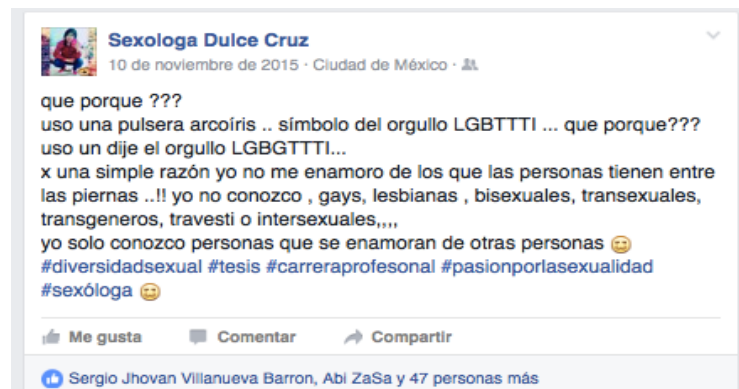 Sexologa Dulce Cruz
10 de noviembre de 2015 · Ciudad de México ·
que porque ???
uso una pulsera arcoíris .. símbolo del orgullo LGBTTTI ... que porque???
uso un dije el orgullo LGBGTTTI...
x una simple razón yo no me enamoro de los que las personas tienen entre
las piernas ..!! yo no conozco , gays, lesbianas , bisexuales, transexuales,
transgeneros, travesti o intersexuales,,,,
yo solo conozco personas que se enamoran de otras personas 😊
#diversidadsexual #tesis #carreraprofesonal #pasionporlasexualidad
#sexóloga 😊
Me gusta Comentar Compartir
Sergio Jhovan Villanueva Barron, Abi ZaSa y 47 personas más